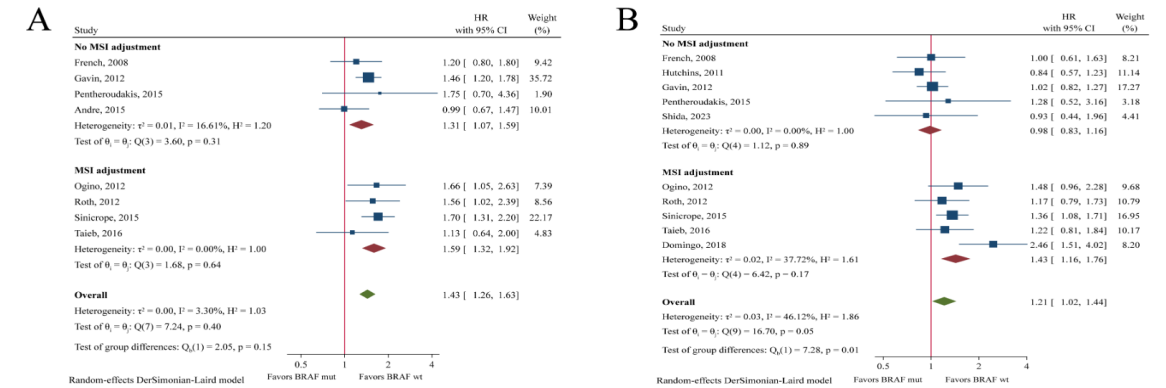 A
HR Weight
Study with 95% CI (%)
No MSI adjustment
French, 2008 1.20 [ 0.80, 1.80] 9.42
Gavin, 2012 1.46 [ 1.20, 1.78] 35.72
Pentheroudakis, 2015 1.75 [ 0.70, 4.36] 1.90
Andre, 2015 0.99 [ 0.67, 1.47] 10.01
Heterogeneity: τ² = 0.01, I² = 16.61%, H² = 1.20 1.31 [ 1.07, 1.59]
Test of θᵢ = θⱼ: Q(3) = 3.60, p = 0.31
MSI adjustment
Ogino, 2012 1.66 [ 1.05, 2.63] 7.39
Roth, 2012 1.56 [ 1.02, 2.39] 8.56
Sinicrope, 2015 1.70 [ 1.31, 2.20] 22.17
Taieb, 2016 1.13 [ 0.64, 2.00] 4.83
Heterogeneity: τ² = 0.00, I² = 0.00%, H² = 1.00 1.59 [ 1.32, 1.92]
Test of θᵢ = θⱼ: Q(3) = 1.68, p = 0.64
Overall 1.43 [ 1.26, 1.63]
Heterogeneity: τ² = 0.00, I² = 3.30%, H² = 1.03
Test of θᵢ = θⱼ: Q(7) = 7.24, p = 0.40
Test of group differences: Q_b(1) = 2.05, p = 0.15
0.5 1 2 4
Favors BRAF mut Favors BRAF wt
Random-effects DerSimonian-Laird model
B
HR Weight
Study with 95% CI (%)
No MSI adjustment
French, 2008 1.00 [ 0.61, 1.63] 8.21
Hutchins, 2011 0.84 [ 0.57, 1.23] 11.14
Gavin, 2012 1.02 [ 0.82, 1.27] 17.27
Pentheroudakis, 2015 1.28 [ 0.52, 3.16] 3.18
Shida, 2023 0.93 [ 0.44, 1.96] 4.41
Heterogeneity: τ² = 0.00, I² = 0.00%, H² = 1.00 0.98 [ 0.83, 1.16]
Test of θᵢ = θⱼ: Q(4) = 1.12, p = 0.89
MSI adjustment
Ogino, 2012 1.48 [ 0.96, 2.28] 9.68
Roth, 2012 1.17 [ 0.79, 1.73] 10.79
Sinicrope, 2015 1.36 [ 1.08, 1.71] 16.95
Taieb, 2016 1.22 [ 0.81, 1.84] 10.17
Domingo, 2018 2.46 [ 1.51, 4.02] 8.20
Heterogeneity: τ² = 0.02, I² = 37.72%, H² = 1.61 1.43 [ 1.16, 1.76]
Test of θᵢ = θⱼ: Q(4) = 6.42, p = 0.17
Overall 1.21 [ 1.02, 1.44]
Heterogeneity: τ² = 0.03, I² = 46.12%, H² = 1.86
Test of θᵢ = θⱼ: Q(9) = 16.70, p = 0.05
Test of group differences: Q_b(1) = 7.28, p = 0.01
0.5 1 2 4
Favors BRAF mut Favors BRAF wt
Random-effects DerSimonian-Laird model